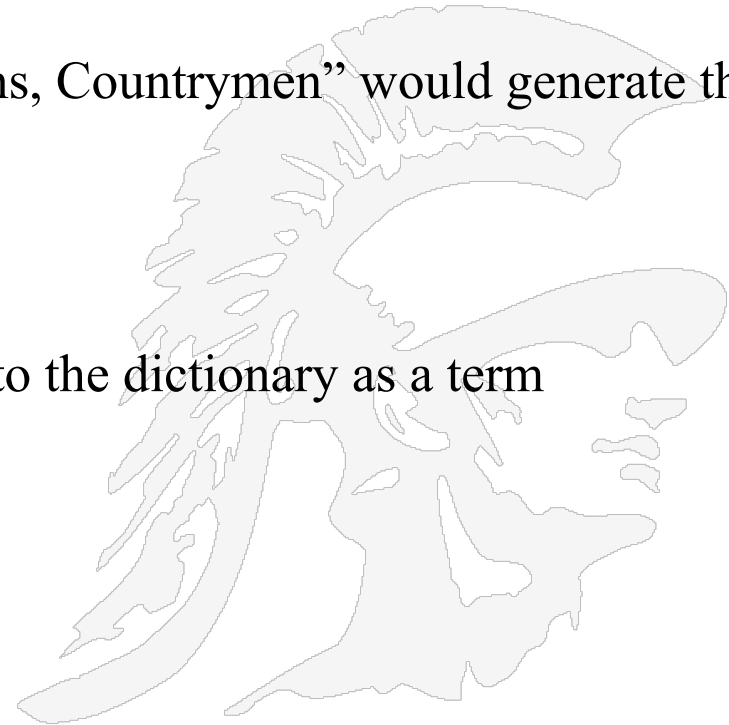 ns, Countrymen” would generate th
to the dictionary as a term